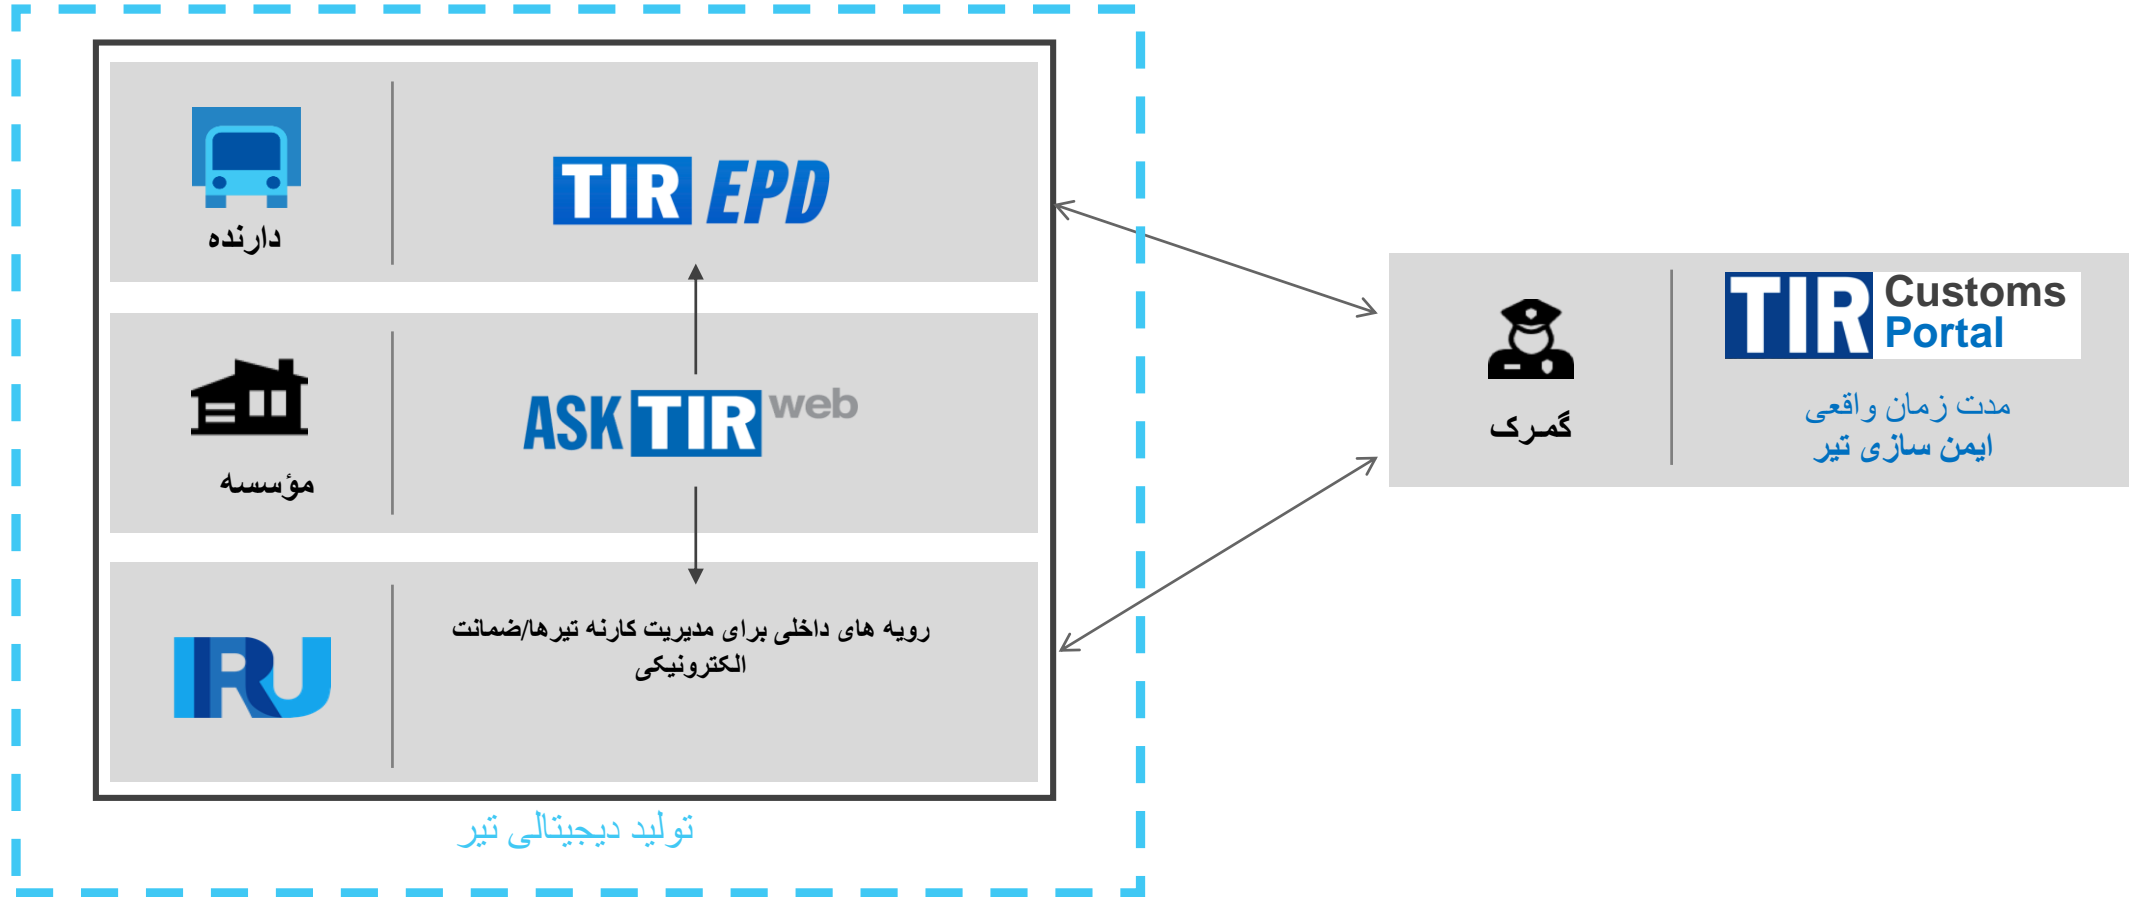 TIR EPD
دارنده
ASK TIR web
مؤسسه
IRU
رویه های داخلی برای مدیریت کارنه تیرها/ضمانت
الکترونیکی
تولید دیجیتالی تیر
TIR Customs
Portal
گمرک
مدت زمان واقعی
ایمن سازی تیر